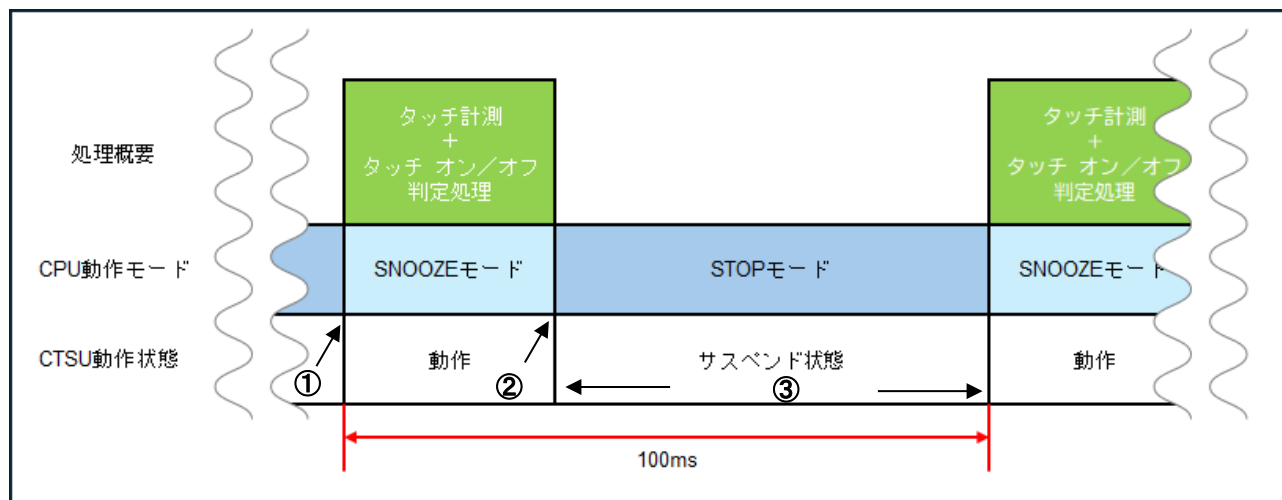 処理概要
タッチ計測
+
タッチ オン／オフ
判定処理
タッチ計測
+
タッチ オン／オフ
判定処理
CPU動作モード
SNOOZEモード
STOPモード
SNOOZEモード
CTSU動作状態
①
動作
②
サスペンド状態
③
動作
100ms